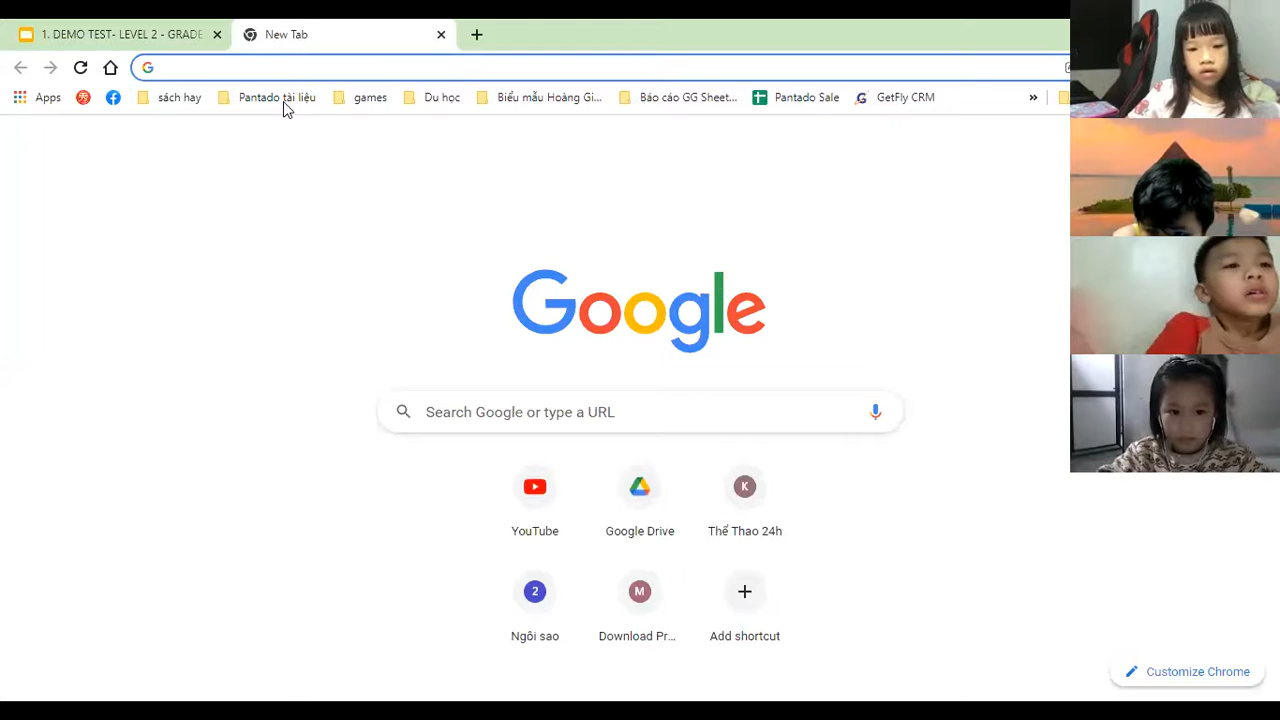 1. DEMO TEST- LEVEL 2 - GRADE
New Tab
Apps
sách hay
Pantado tài liệu
games
Du học
Biểu mẫu Hoàng Gi...
Báo cáo GG Sheet...
Pantado Sale
GetFly CRM
Google
Search Google or type a URL
K
YouTube
Google Drive
Thể Thao 24h
2
M
Ngôi sao
Download Pr...
Add shortcut
Customize Chrome